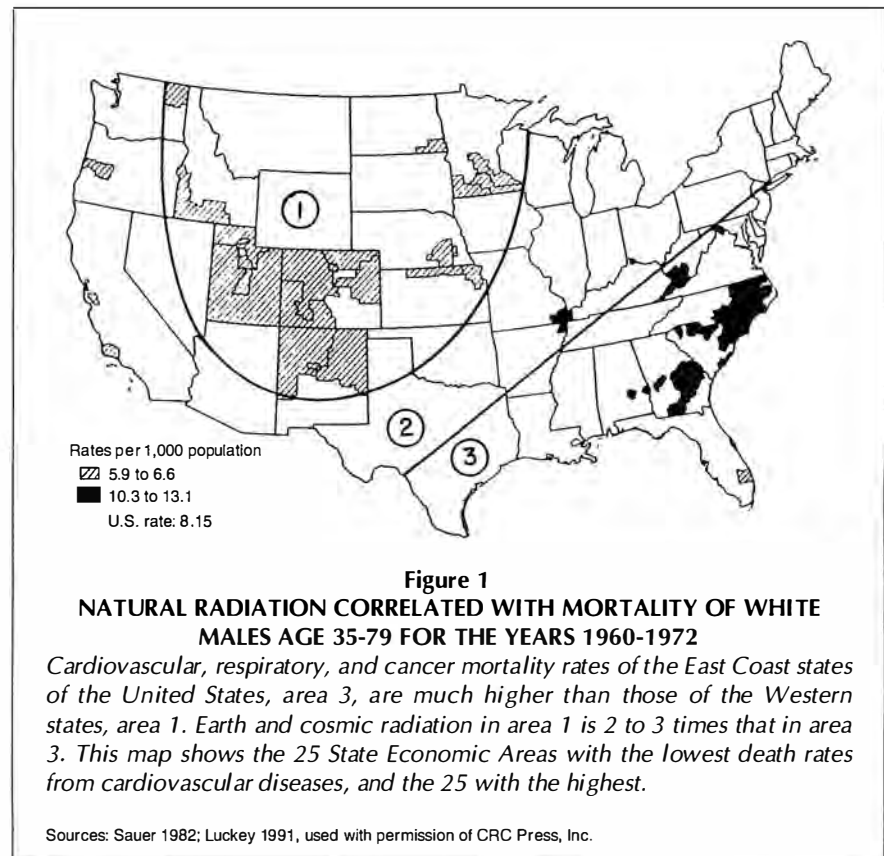 1
2
3
Rates per 1,000 population
5.9 to 6.6
10.3 to 13.1
U.S. rate: 8.15
Figure 1
NATURAL RADIATION CORRELATED WITH MORTALITY OF WHITE
MALES AGE 35-79 FOR THE YEARS 1960-1972
Cardiovascular, respiratory, and cancer mortality rates of the East Coast states
of the United States, area 3, are much higher than those of the Western
states, area 1. Earth and cosmic radiation in area 1 is 2 to 3 times that in area
3. This map shows the 25 State Economic Areas with the lowest death rates
from cardiovascular diseases, and the 25 with the highest.
Sources: Sauer 1982; Luckey 1991, used with permission of CRC Press, Inc.